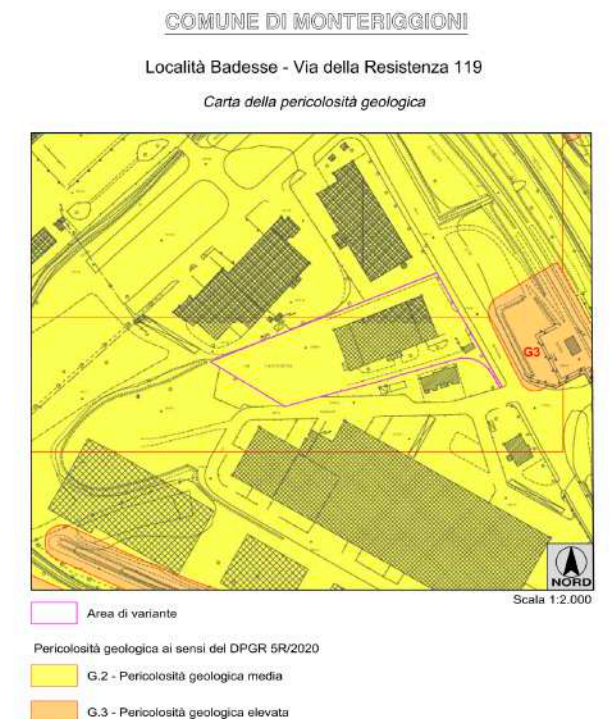 COMUNE DI MONTERIGGIONI
Località Badesse - Via della Resistenza 119
Carta della pericolosità geologica
G3
NORD
Scala 1:2.000
Area di variante
Pericolosità geologica ai sensi del DPGR 5R/2020
G.2 - Pericolosità geologica media
G.3 - Pericolosità geologica elevata